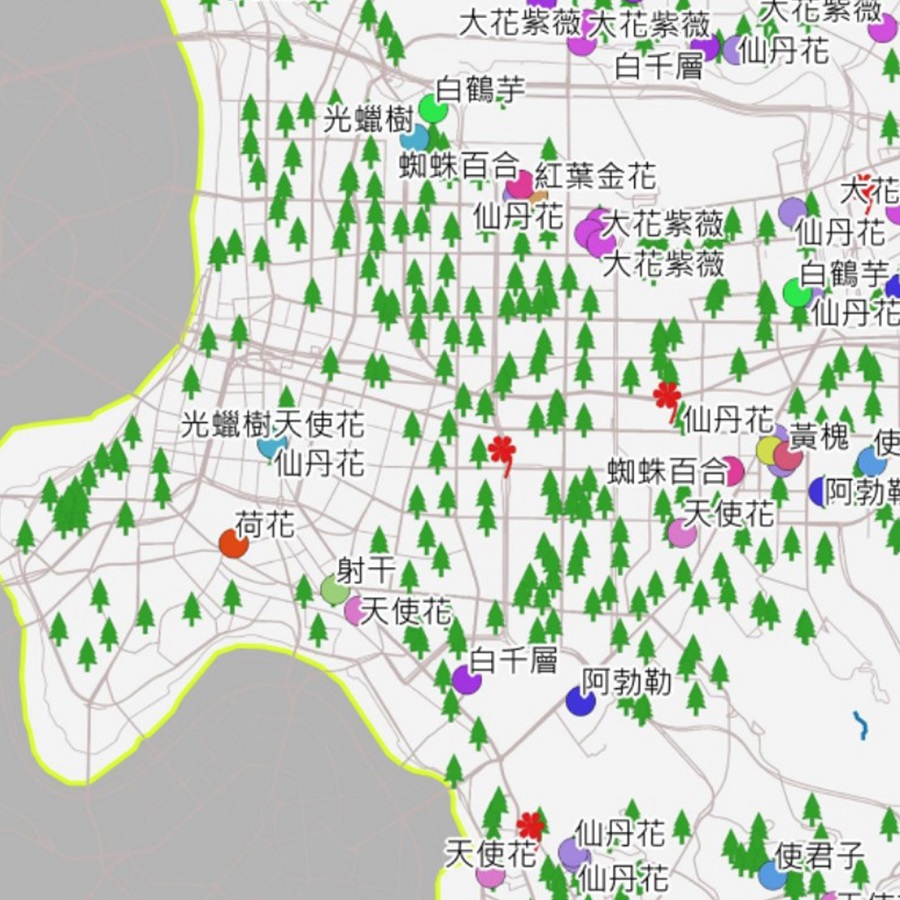 大花紫薇
大花紫薇
大花紫薇
白千層
仙丹花
白鶴芋
光蠟樹
蜘蛛百合
紅葉金花
仙丹花
大花
大花紫薇
仙丹花
大花紫薇
白鶴芋
仙丹花
光蠟樹
天使花
仙丹花
仙丹花
黃槐
使
蜘蛛百合
阿勃勒
天使花
荷花
射干
天使花
白千層
阿勃勒
仙丹花
天使花
仙丹花
使君子